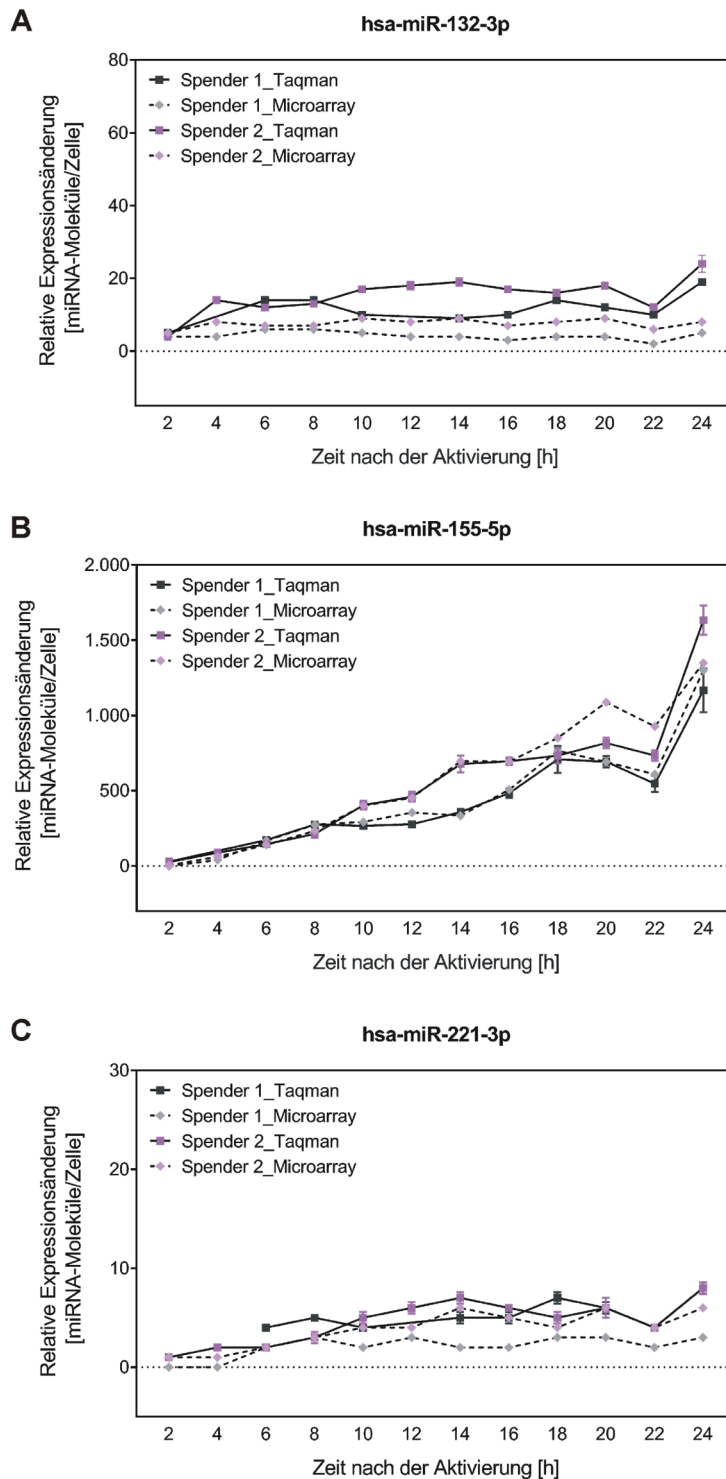 A
hsa-miR-132-3p
Relative Expressionsänderung
[miRNA-Moleküle/Zelle]
80
60
40
20
0
Spender 1_Taqman
Spender 1_Microarray
Spender 2_Taqman
Spender 2_Microarray
2 4 6 8 10 12 14 16 18 20 22 24
Zeit nach der Aktivierung [h]
B
hsa-miR-155-5p
Relative Expressionsänderung
[miRNA-Moleküle/Zelle]
2.000
1.500
1.000
500
0
Spender 1_Taqman
Spender 1_Microarray
Spender 2_Taqman
Spender 2_Microarray
2 4 6 8 10 12 14 16 18 20 22 24
Zeit nach der Aktivierung [h]
C
hsa-miR-221-3p
Relative Expressionsänderung
[miRNA-Moleküle/Zelle]
30
20
10
0
Spender 1_Taqman
Spender 1_Microarray
Spender 2_Taqman
Spender 2_Microarray
2 4 6 8 10 12 14 16 18 20 22 24
Zeit nach der Aktivierung [h]